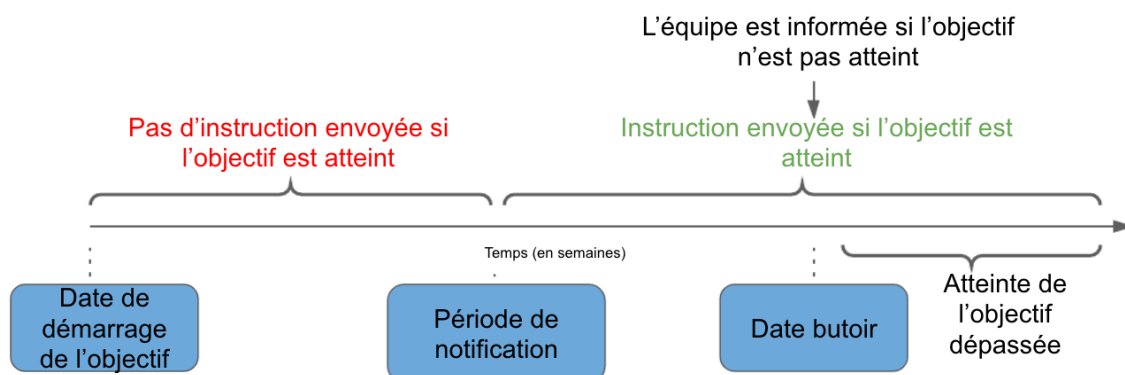 L'équipe est informée si l'objectif
n'est pas atteint
Pas d'instruction envoyée si
l'objectif est atteint
Instruction envoyée si l'objectif est
atteint
Temps (en semaines)
Date de
démarrage
de l'objectif
Période de
notification
Date butoir
Atteinte de
l'objectif
dépassée